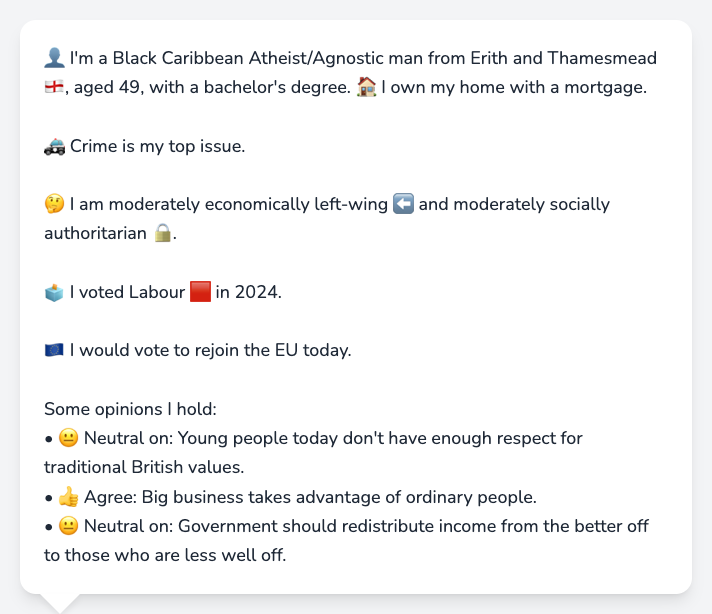 👤 I'm a Black Caribbean Atheist/Agnostic man from Erith and Thamesmead
🏴󠁧󠁢󠁥󠁮󠁧󠁿, aged 49, with a bachelor's degree. 🏠 I own my home with a mortgage.
🚓 Crime is my top issue.
🤔 I am moderately economically left-wing ⬅️ and moderately socially
authoritarian 🔒.
🗳️ I voted Labour 🟥 in 2024.
🇪🇺 I would vote to rejoin the EU today.
Some opinions I hold:
• 😐 Neutral on: Young people today don't have enough respect for
traditional British values.
• 👍 Agree: Big business takes advantage of ordinary people.
• 😐 Neutral on: Government should redistribute income from the better off
to those who are less well off.